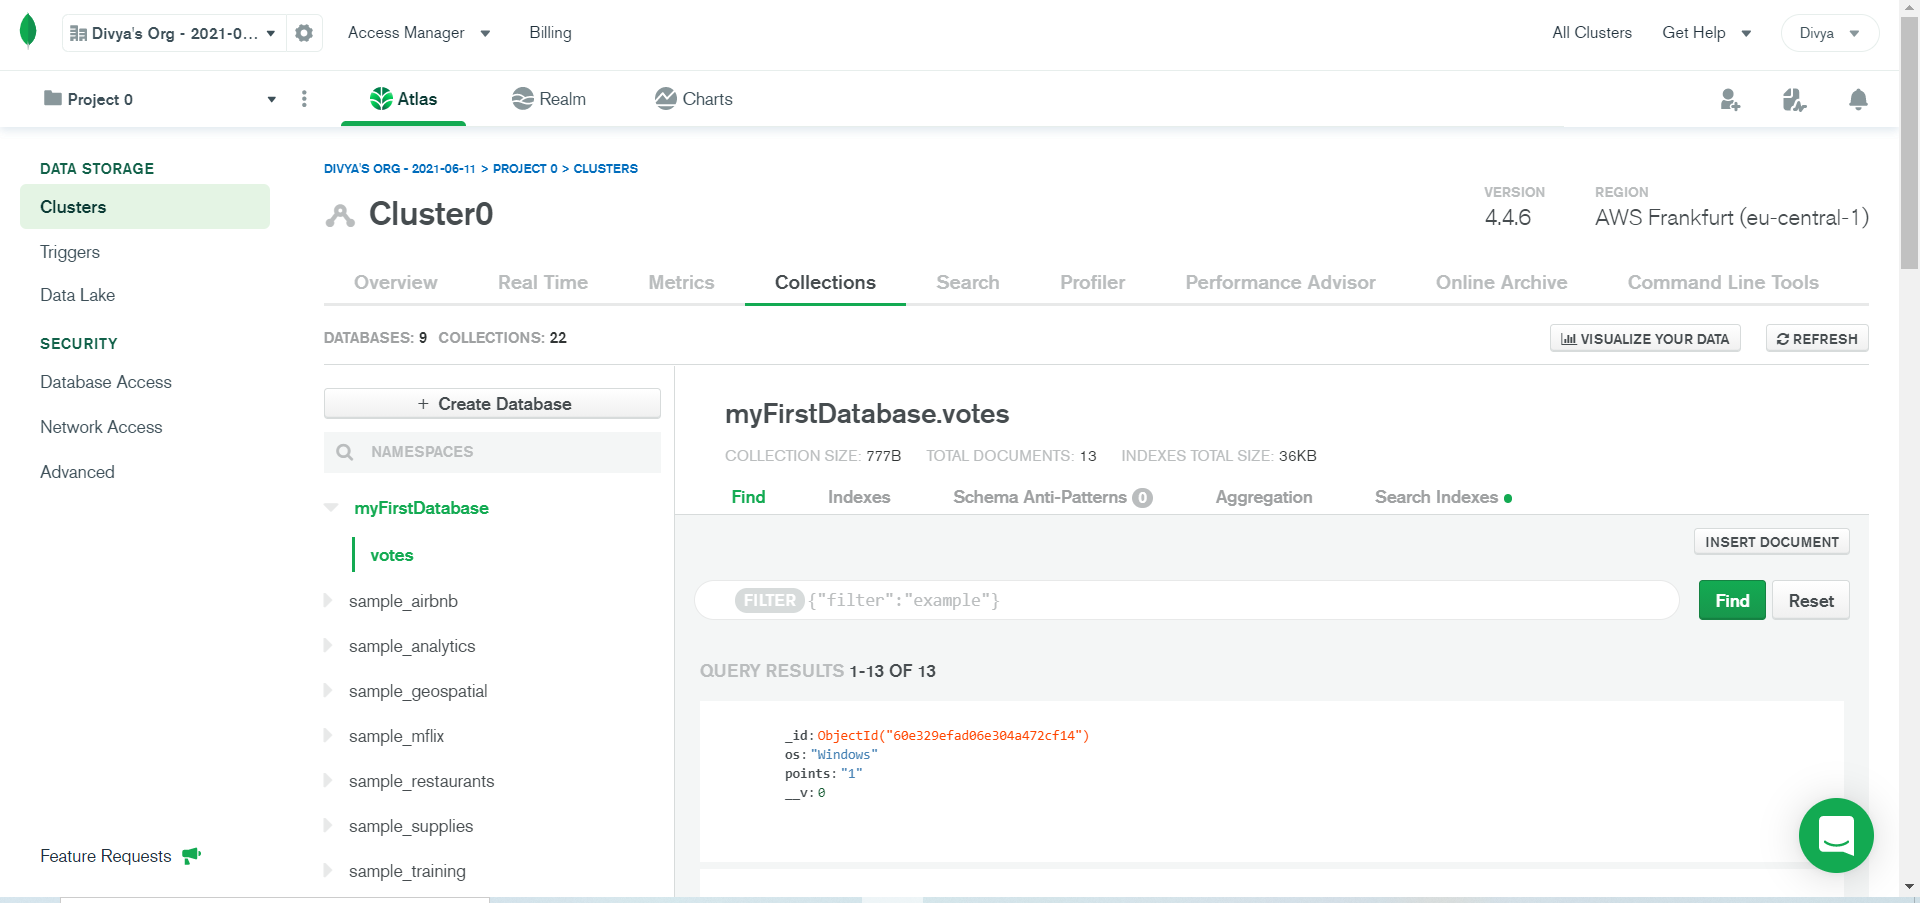 Divya's Org - 2021-0... Access Manager Billing All Clusters Get Help Divya
Project 0 Atlas Realm Charts
DATA STORAGE
Clusters
Triggers
Data Lake
SECURITY
Database Access
Network Access
Advanced
Feature Requests
DIVYA'S ORG - 2021-06-11 > PROJECT 0 > CLUSTERS
Cluster0
VERSION
4.4.6
REGION
AWS Frankfurt (eu-central-1)
Overview Real Time Metrics Collections Search Profiler Performance Advisor Online Archive Command Line Tools
DATABASES: 9 COLLECTIONS: 22
VISUALIZE YOUR DATA REFRESH
+ Create Database
NAMESPACES
myFirstDatabase
votes
sample_airbnb
sample_analytics
sample_geospatial
sample_mflix
sample_restaurants
sample_supplies
sample_training
myFirstDatabase.votes
COLLECTION SIZE: 777B TOTAL DOCUMENTS: 13 INDEXES TOTAL SIZE: 36KB
Find Indexes Schema Anti-Patterns 0 Aggregation Search Indexes
INSERT DOCUMENT
FILTER {"filter":"example"} Find Reset
QUERY RESULTS 1-13 OF 13
_id: ObjectId("60e329efad06e304a472cf14")
os: "Windows"
points: "1"
__v: 0